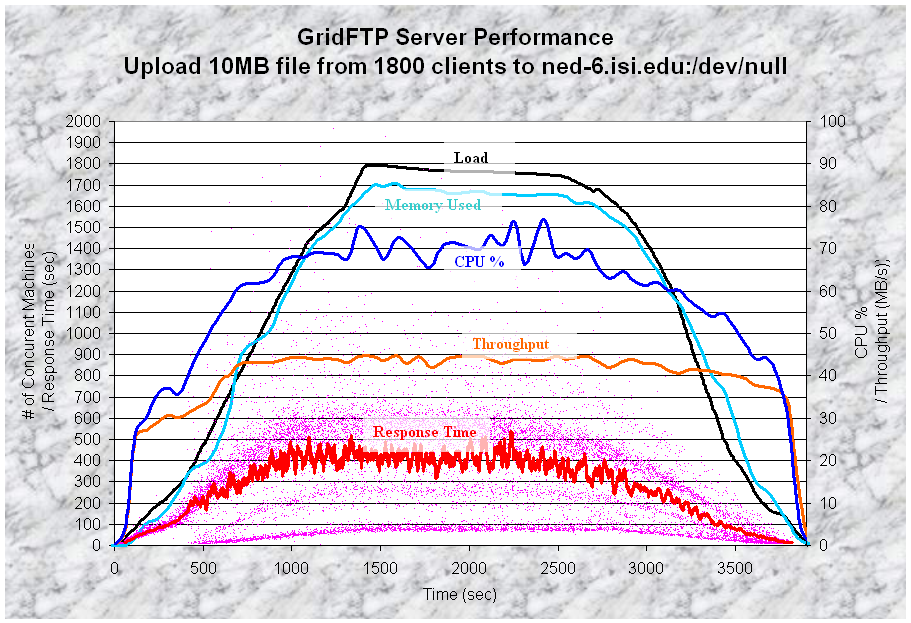 GridFTP Server Performance
Upload 10MB file from 1800 clients to ned-6.isi.edu:/dev/null
2000
1900
1800
1700
1600
1500
1400
1300
1200
1100
1000
900
800
700
600
500
400
300
200
100
0
# of Concurent Machines
/ Response Time (sec)
Load
Memory Used
CPU %
Throughput
Response Time
100
90
80
70
60
50
40
30
20
10
0
CPU %
/ Throughput (MB/s);
0 500 1000 1500 2000 2500 3000 3500
Time (sec)